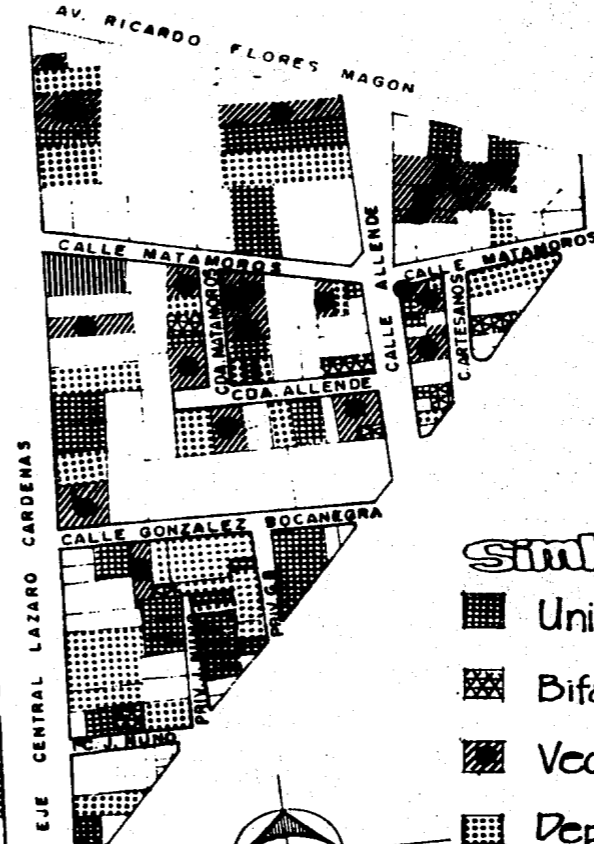 AV. RICARDO FLORES MAGON
CALLE MATAMOROS
CALLE ALLENDE
CALLE MATAMOROS
CDA. MATAMOROS
C. ARTESANOS
CDA. ALLENDE
CALLE GONZALEZ BOCANEGRA
EJE CENTRAL LAZARO CARDENAS
PRIV. G.B.
C. J. NUNO
Simb
Uni
Bifa
Vec
Dep